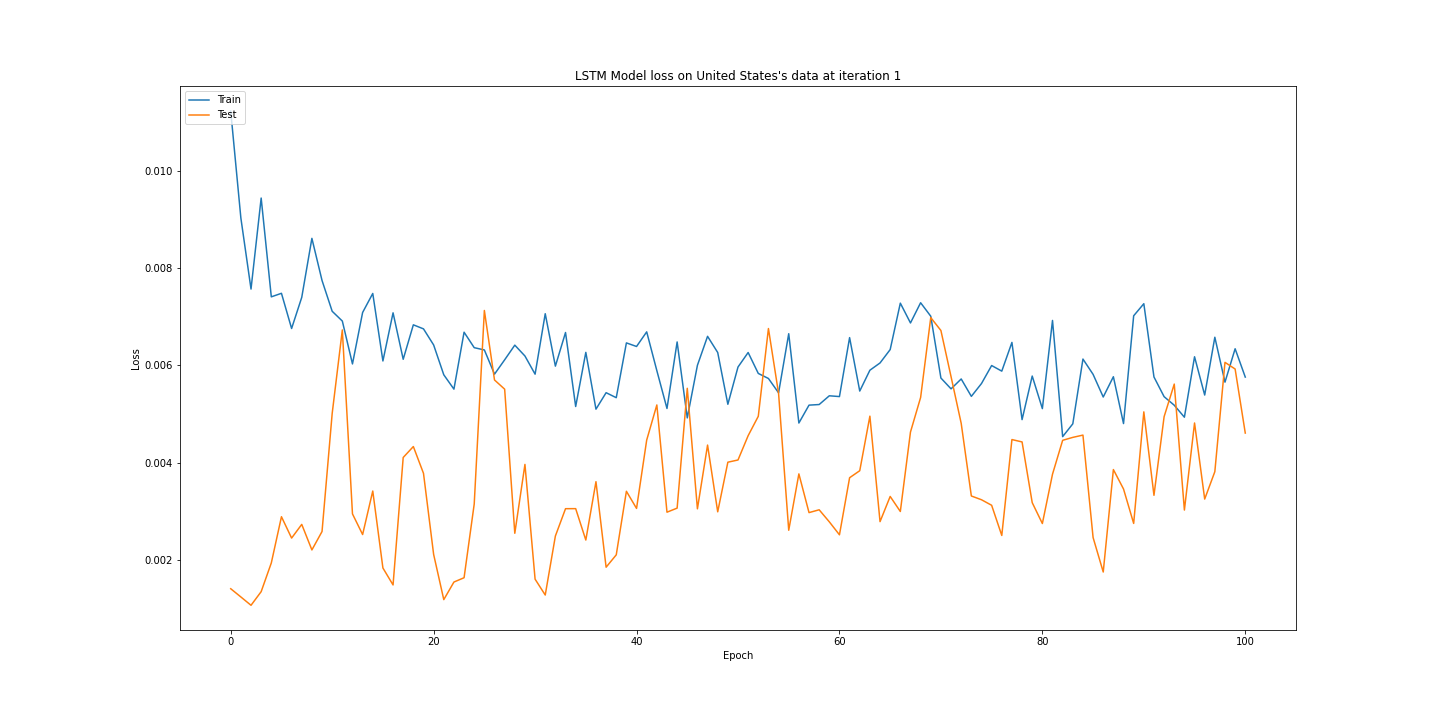 LSTM Model loss on United States's data at iteration 1
Train
Test
0.010
0.008
0.006
0.004
0.002
Loss
0 20 40 60 80 100
Epoch